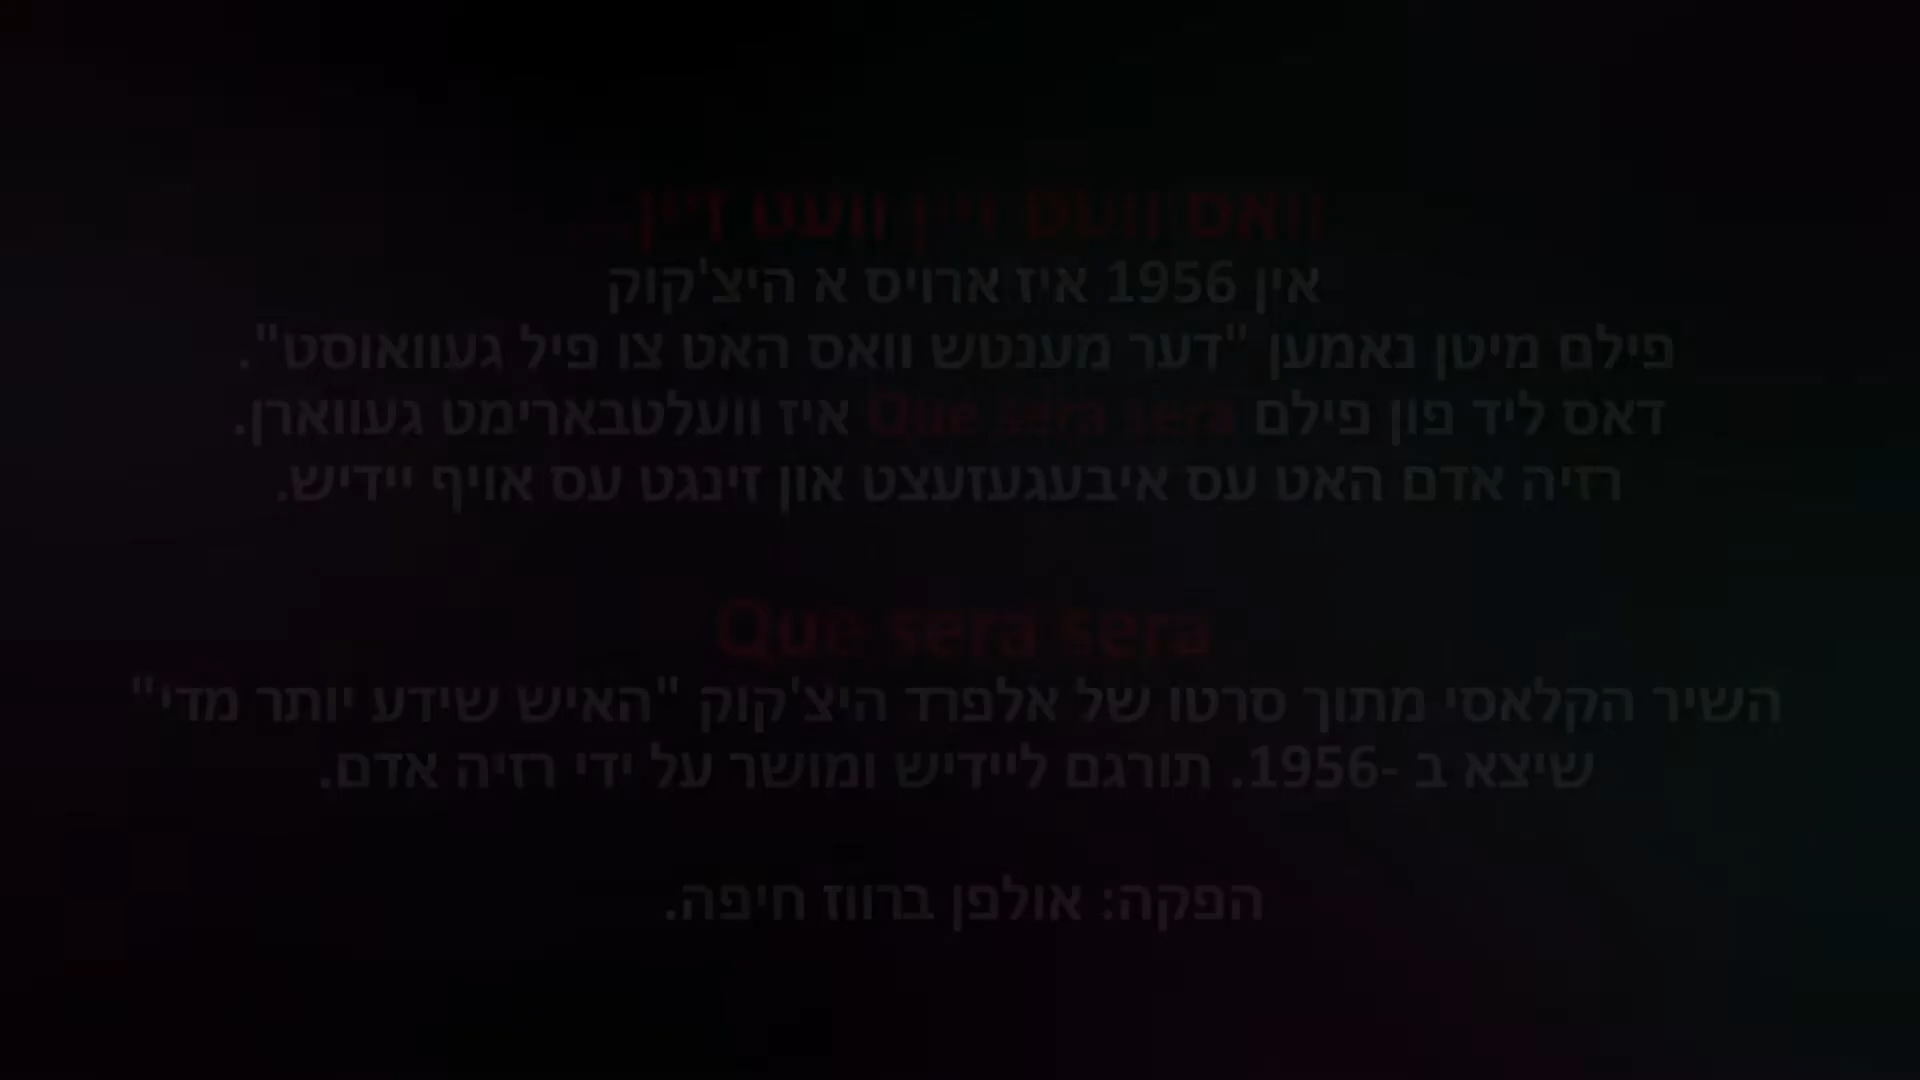 וואס וועט זיין וועט זיין
אין 1956 איז ארויס א היצ'קוק
פילם מיטן נאמען "דער מענטש וואס האט צו פיל געוואוסט".
דאס ליד פון פילם Que sera sera איז וועלטבארימט געווארן.
רזיה אדם האט עס איבעגעזעצט און זינגט עס אויף יידיש.
Que sera sera
השיר הקלאסי מתוך סרטו של אלפרד היצ'קוק "האיש שידע יותר מדי"
שיצא ב -1956. תורגם ליידיש ומושר על ידי רזיה אדם.
הפקה: אולפן ברווז חיפה.